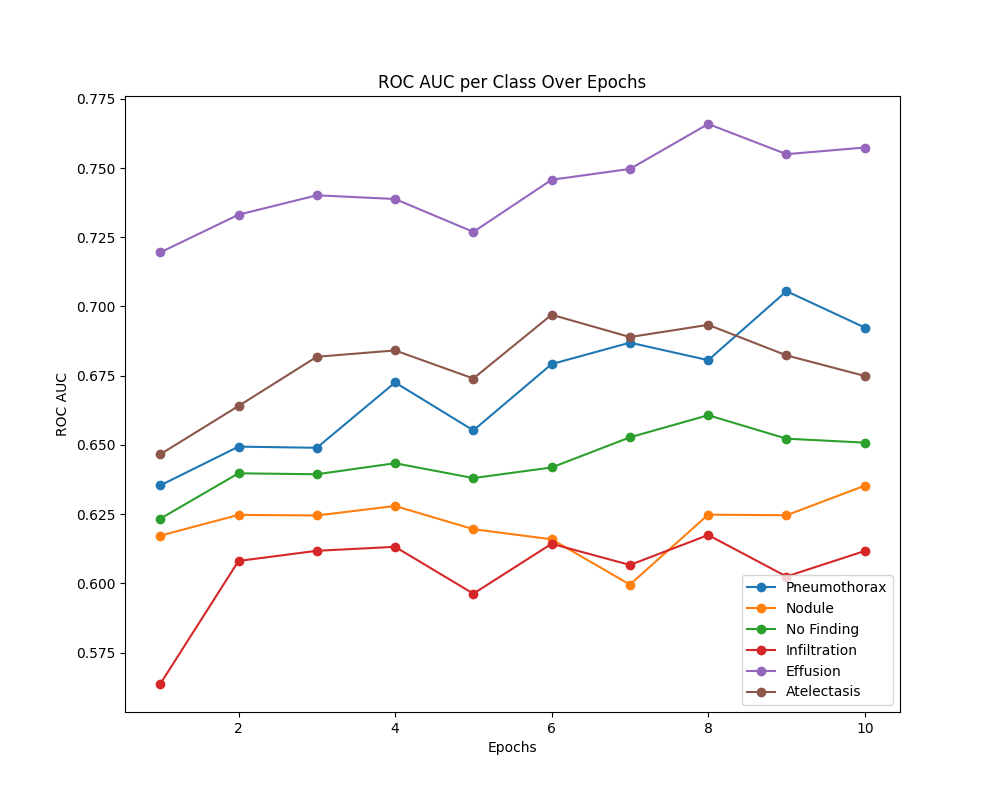 ROC AUC per Class Over Epochs
0.775
0.750
0.725
0.700
0.675
0.650
0.625
0.600
0.575
ROC AUC
Pneumothorax
Nodule
No Finding
Infiltration
Effusion
Atelectasis
2 4 6 8 10
Epochs